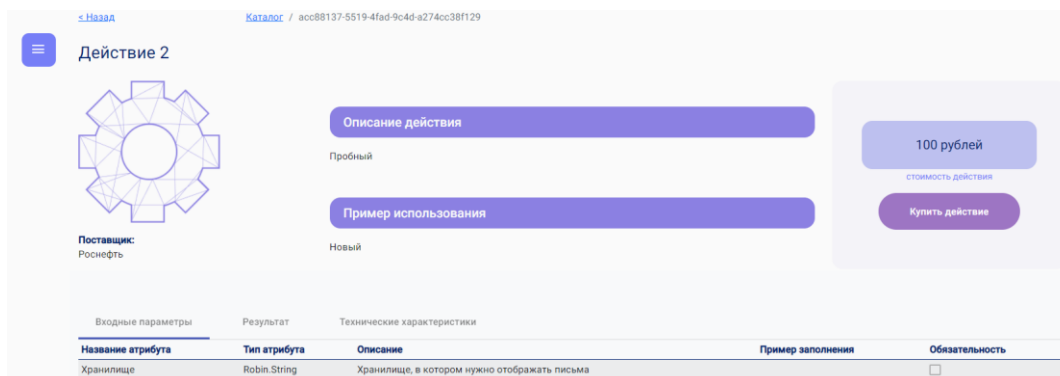 < Назад
Каталог / acc88137-5519-4fad-9c4d-a274cc38f129
Действие 2
Описание действия
Пробный
Пример использования
Новый
Поставщик:
Роснефть
100 рублей
стоимость действия
Купить действие
Входные параметры Результат Технические характеристики
Название атрибута Тип атрибута Описание Пример заполнения Обязательность
Хранилище Robin.String Хранилище, в котором нужно отображать письма